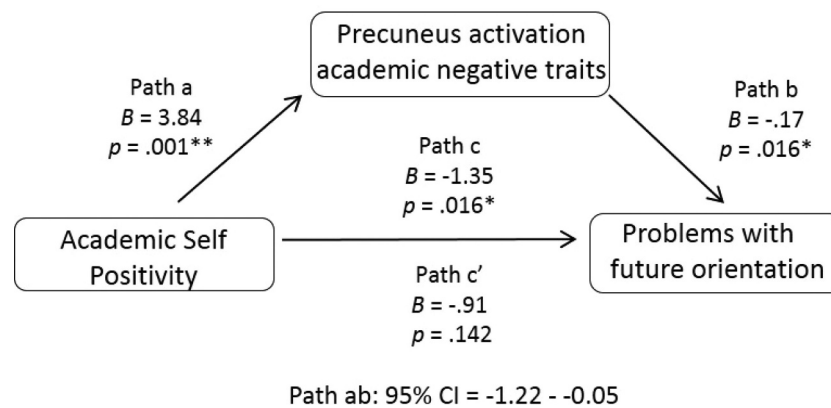 Precuneus activation
academic negative traits
Path a
B = 3.84
p = .001**
Path b
B = -.17
p = .016*
Path c
B = -1.35
p = .016*
Academic Self
Positivity
Problems with
future orientation
Path c’
B = -.91
p = .142
Path ab: 95% CI = -1.22 - -0.05